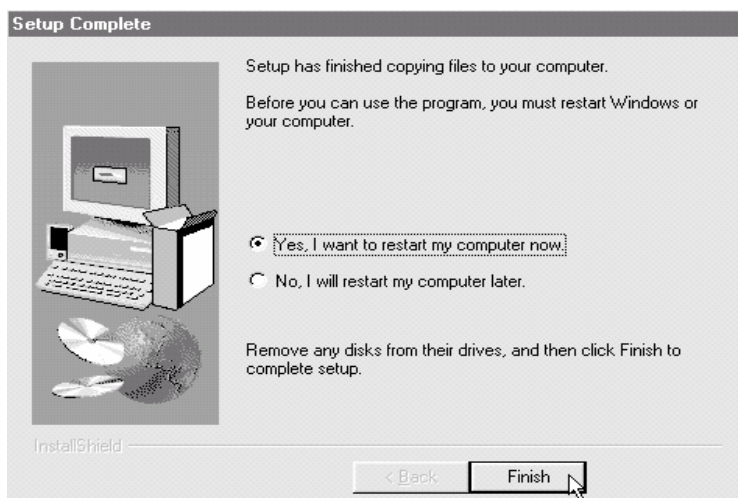 Setup Complete
Setup has finished copying files to your computer.
Before you can use the program, you must restart Windows or
your computer.
Yes, I want to restart my computer now.
No, I will restart my computer later.
Remove any disks from their drives, and then click Finish to
complete setup.
InstallShield
< Back
Finish